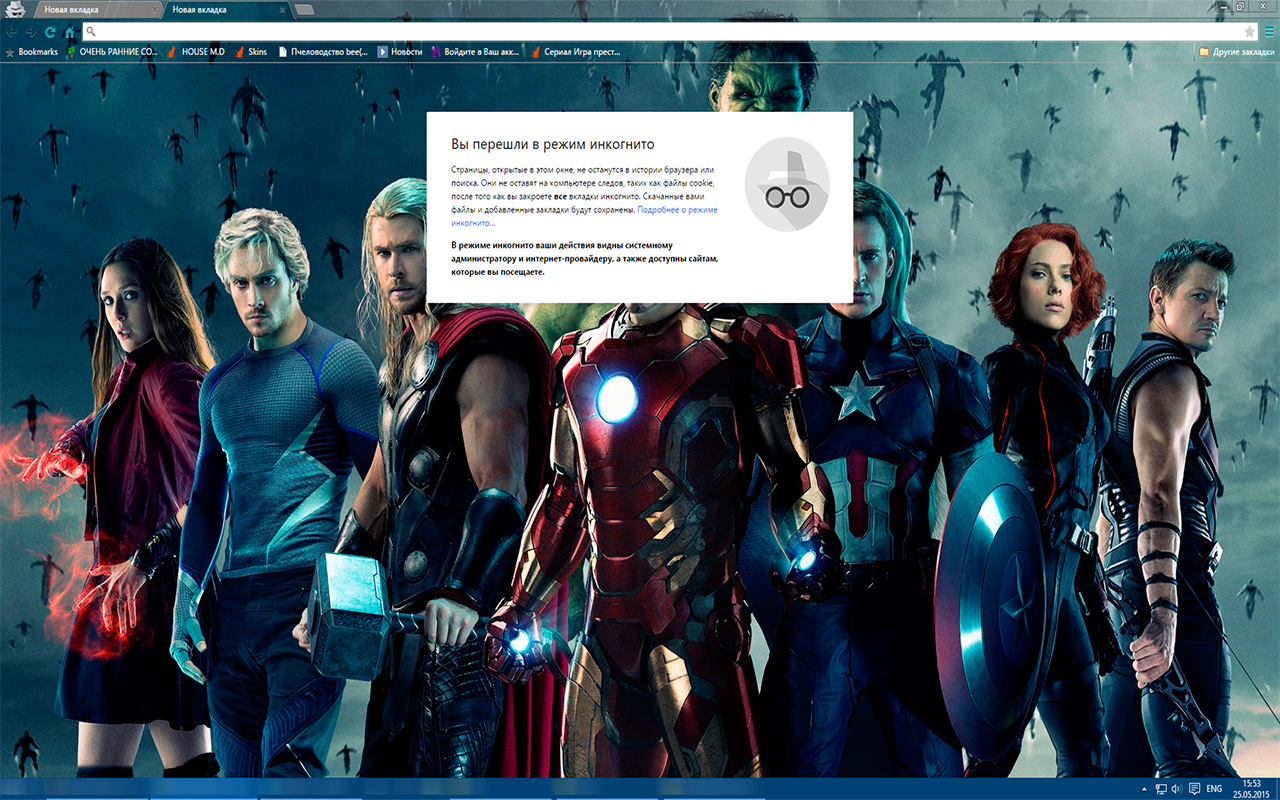 Новая вкладка
Новая вкладка
Bookmarks ОЧЕНЬ РАННИЕ СО... HOUSE M.D Skins Пчеловодство bee(... Новости Войдите в Ваш акк... Сериал Игра прест... Другие закладки
Вы перешли в режим инкогнито
Страницы, открытые в этом окне, не останутся в истории браузера или
поиска. Они не оставят на компьютере следов, таких как файлы cookie,
после того как вы закроете все вкладки инкогнито. Скачанные вами
файлы и добавленные закладки будут сохранены. Подробнее о режиме
инкогнито...
В режиме инкогнито ваши действия видны системному
администратору и интернет-провайдеру, а также доступны сайтам,
которые вы посещаете.
ENG
15:53
25.05.2015